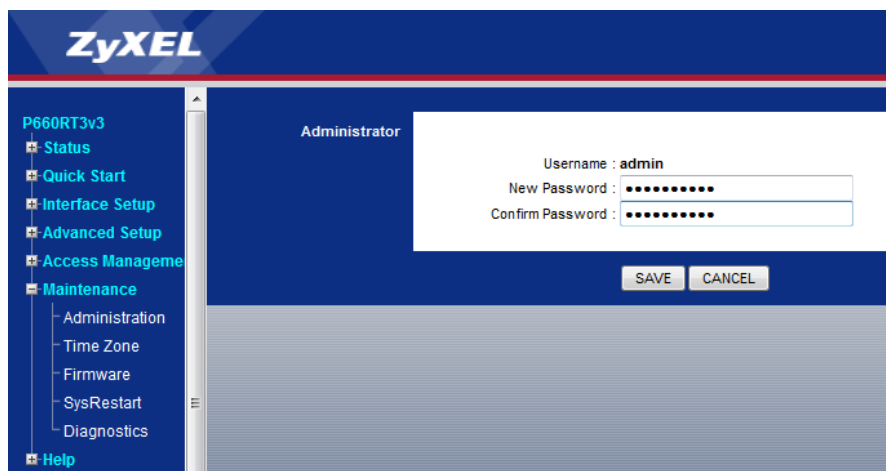 ZyXEL
P660RT3v3
Status
Quick Start
Interface Setup
Advanced Setup
Access Manageme
Maintenance
Administration
Time Zone
Firmware
SysRestart
Diagnostics
Help
Administrator
Username : admin
New Password : ••••••••••
Confirm Password : ••••••••••
SAVE CANCEL